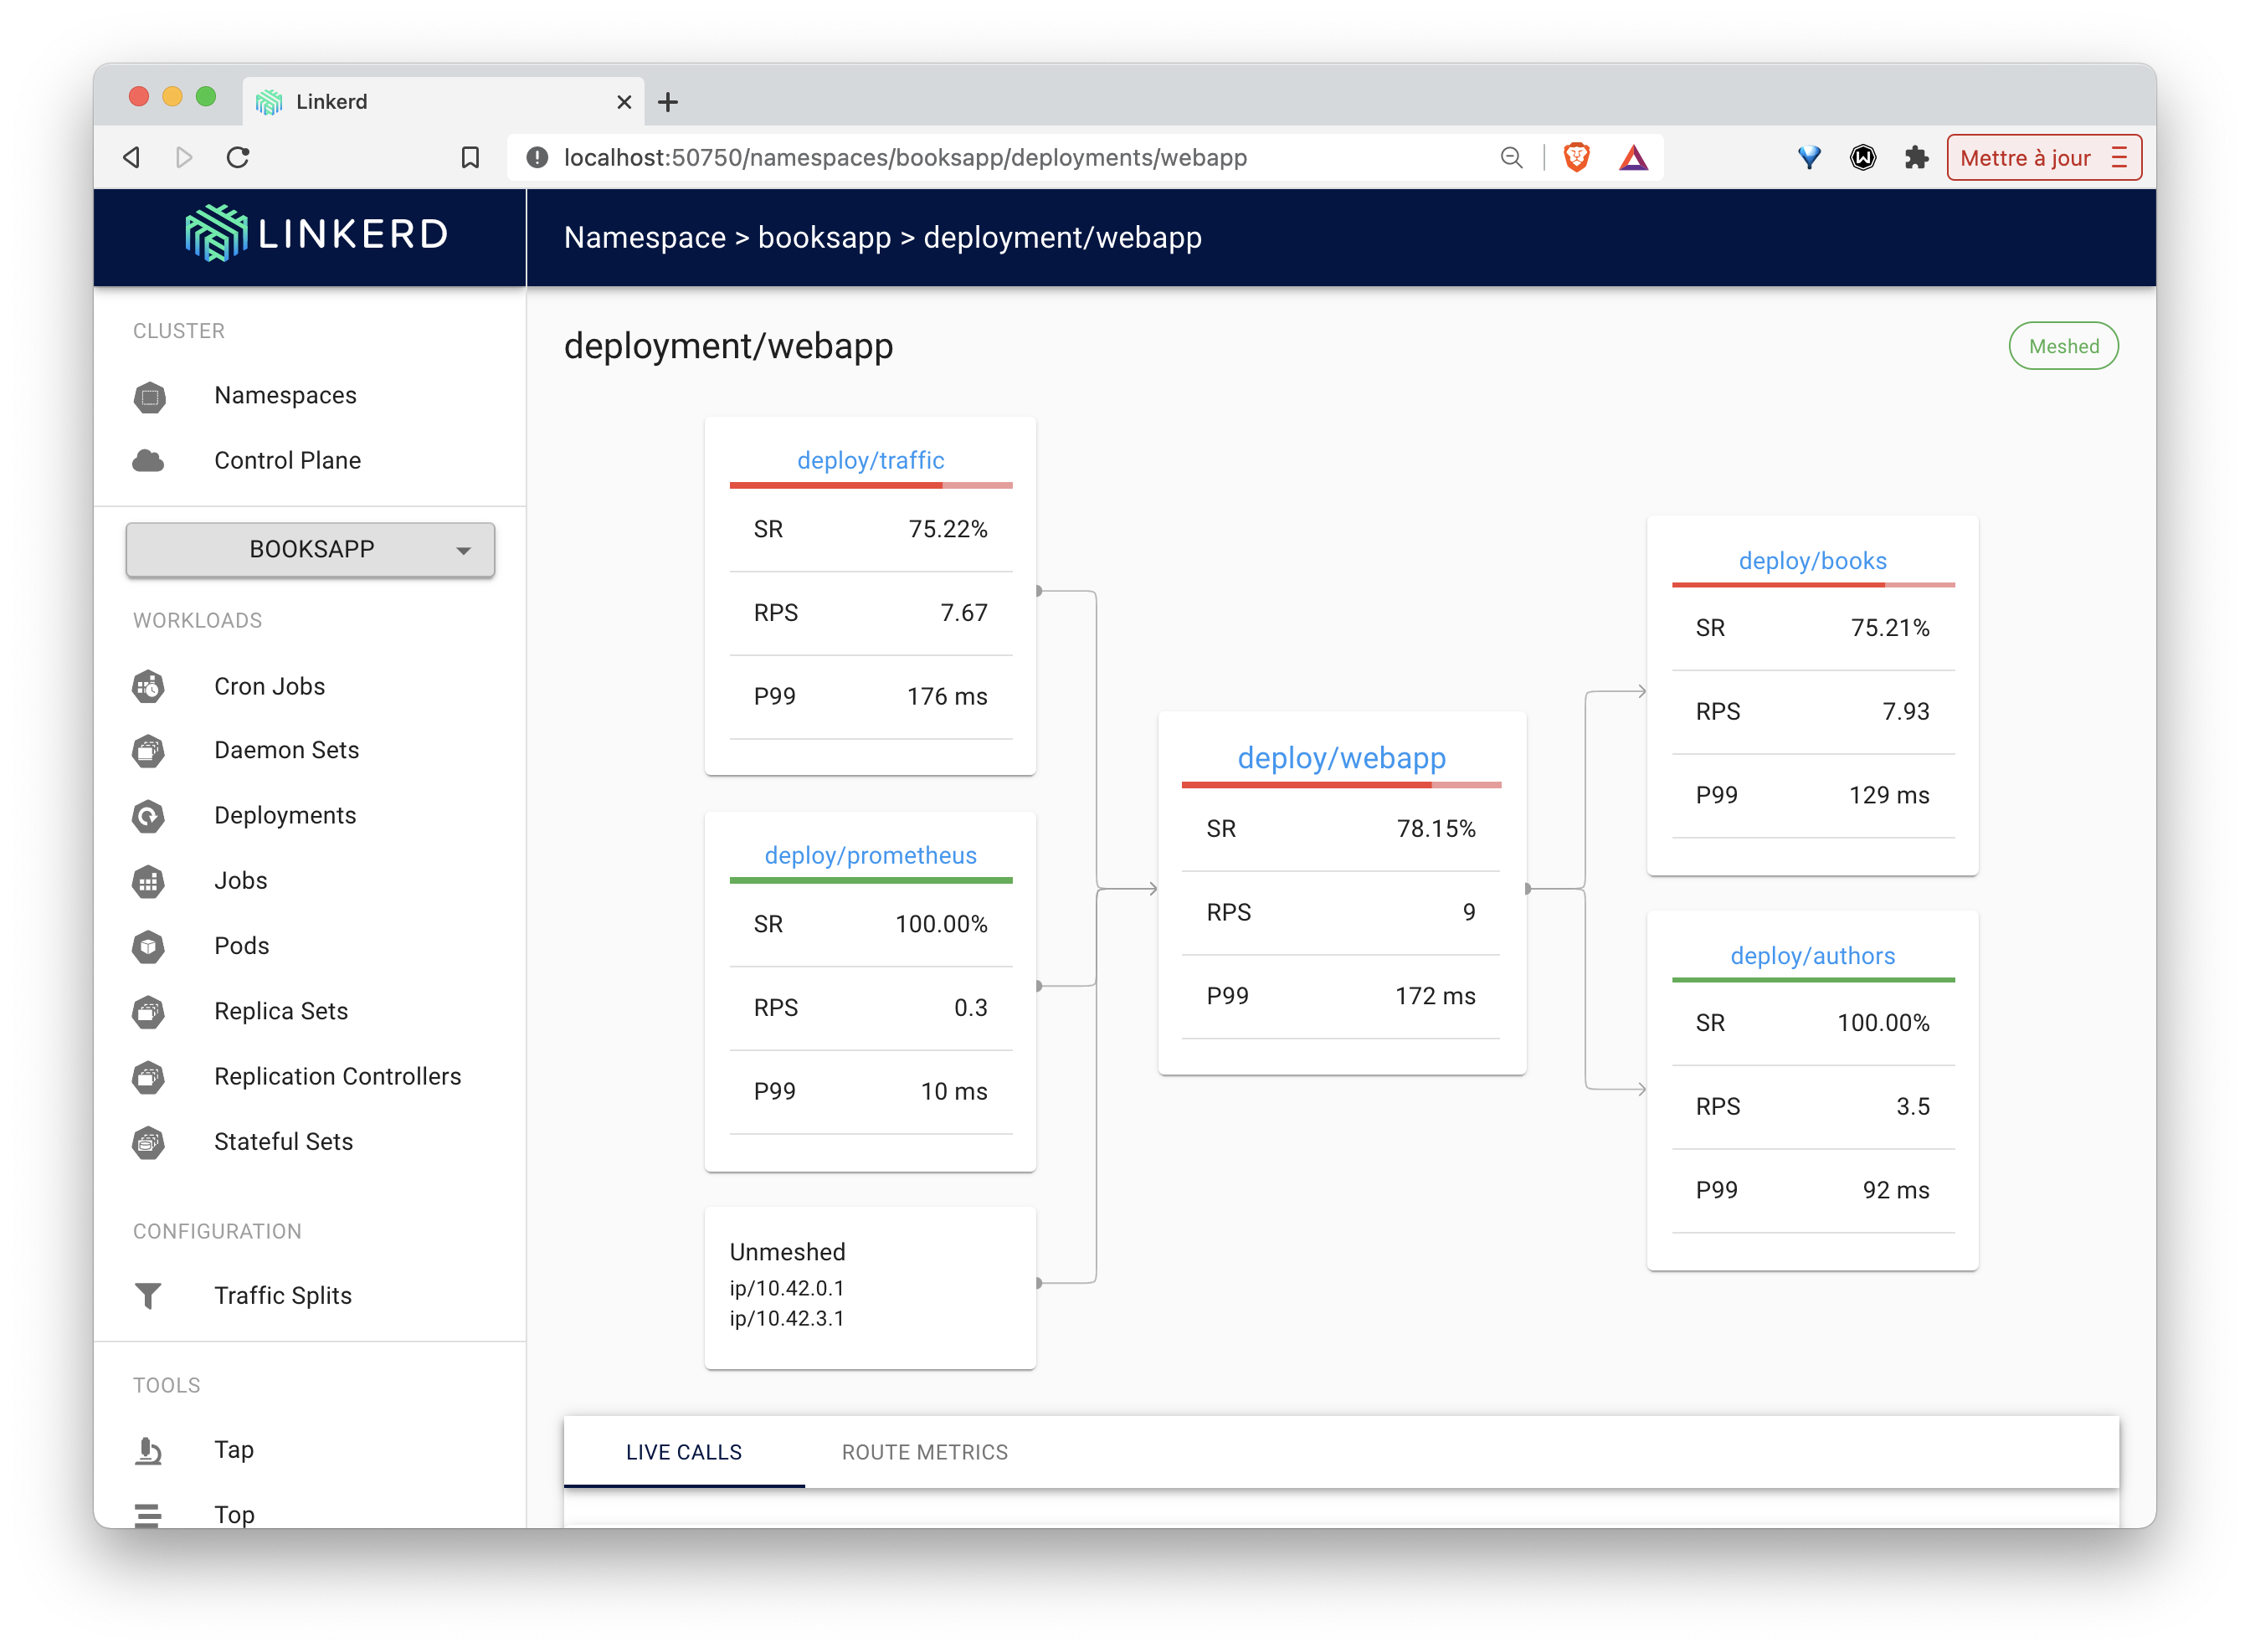 Linkerd
localhost:50750/namespaces/booksapp/deployments/webapp
Mettre à jour
LINKERD
Namespace > booksapp > deployment/webapp
CLUSTER
Namespaces
Control Plane
BOOKSAPP
WORKLOADS
Cron Jobs
Daemon Sets
Deployments
Jobs
Pods
Replica Sets
Replication Controllers
Stateful Sets
CONFIGURATION
Traffic Splits
TOOLS
Tap
Top
deployment/webapp
Meshed
deploy/traffic
SR 75.22%
RPS 7.67
P99 176 ms
deploy/prometheus
SR 100.00%
RPS 0.3
P99 10 ms
Unmeshed
ip/10.42.0.1
ip/10.42.3.1
deploy/webapp
SR 78.15%
RPS 9
P99 172 ms
deploy/books
SR 75.21%
RPS 7.93
P99 129 ms
deploy/authors
SR 100.00%
RPS 3.5
P99 92 ms
LIVE CALLS
ROUTE METRICS